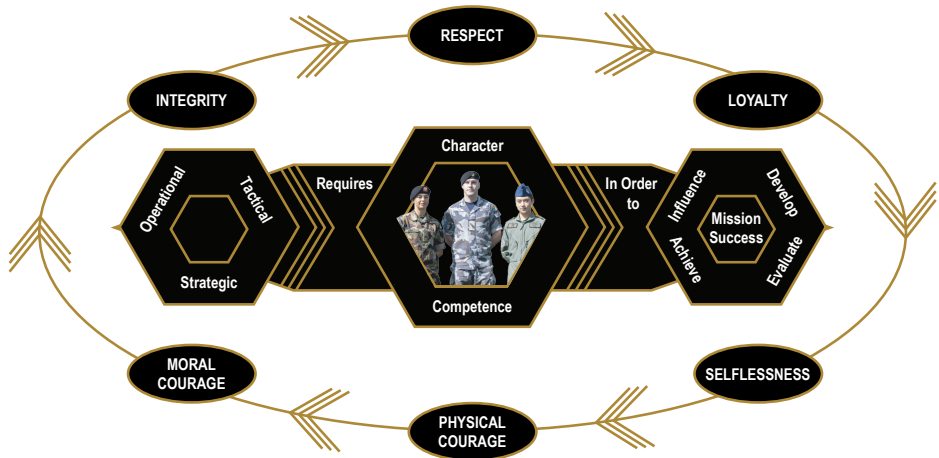 RESPECT
INTEGRITY
LOYALTY
Operational
Tactical
Strategic
Requires
Character
Competence
In Order
to
Influence
Develop
Achieve
Evaluate
Mission
Success
MORAL
COURAGE
PHYSICAL
COURAGE
SELFLESSNESS